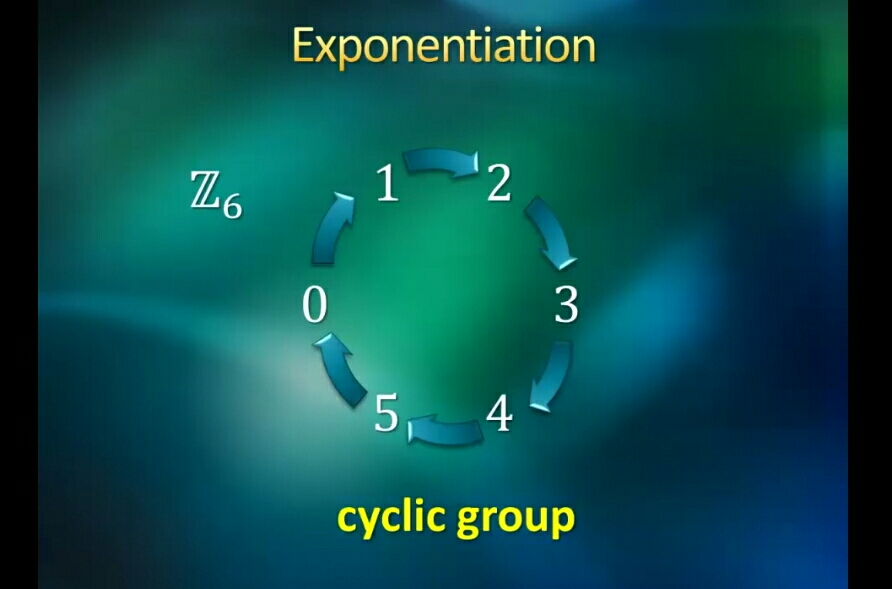 Exponentiation
ℤ₆
1 2
0 3
5 4
cyclic group